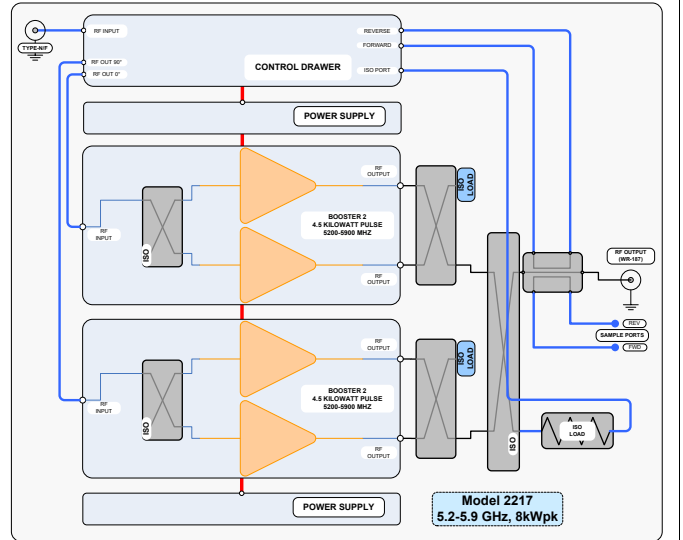 RF INPUT
REVERSE
FORWARD
TYPE-N/F
RF OUT 90°
RF OUT 0°
CONTROL DRAWER
ISO PORT
POWER SUPPLY
RF
OUTPUT
ISO
LOAD
BOOSTER 2
4.5 KILOWATT PULSE
5200-5900 MHZ
RF
INPUT
ISO
RF
OUTPUT
RF OUTPUT
(WR-187)
REV
SAMPLE PORTS
FWD
RF
OUTPUT
ISO
LOAD
BOOSTER 2
4.5 KILOWATT PULSE
5200-5900 MHZ
RF
INPUT
ISO
RF
OUTPUT
ISO
ISO
LOAD
POWER SUPPLY
Model 2217
5.2-5.9 GHz, 8kWpk